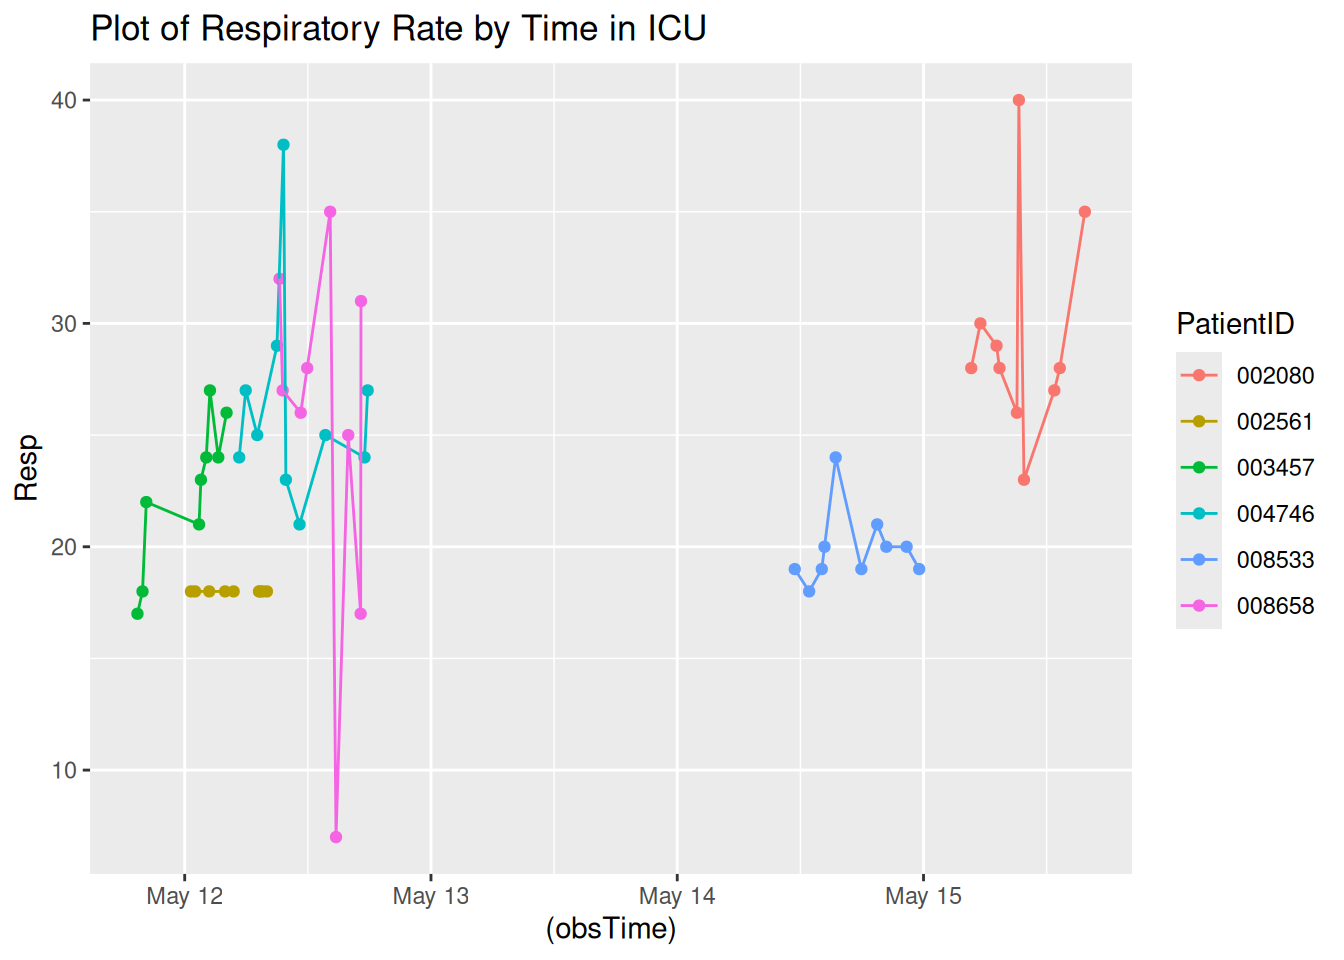 Plot of Respiratory Rate by Time in ICU
40
30
20
10
Resp
May 12
May 13
May 14
May 15
(obsTime)
PatientID
002080
002561
003457
004746
008533
008658